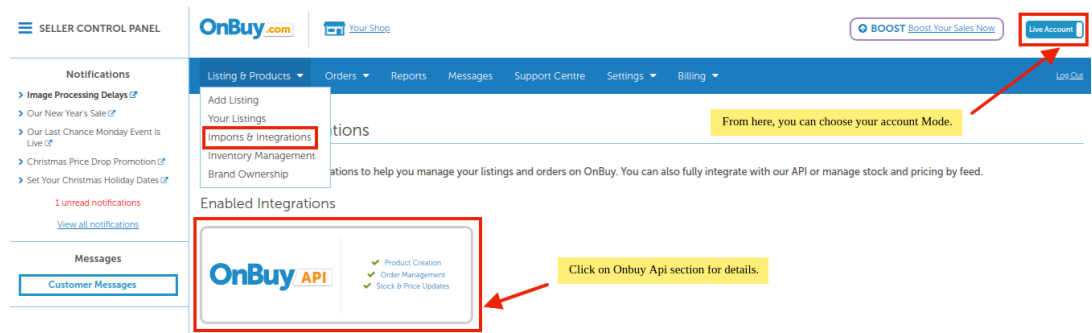 SELLER CONTROL PANEL
OnBuy.com
Your Shop
BOOST Boost Your Sales Now
Live Account
Notifications
Image Processing Delays
Our New Year's Sale
Our Last Chance Monday Event Is
Live
Christmas Price Drop Promotion
Set Your Christmas Holiday Dates
1 unread notifications
View all notifications
Messages
Customer Messages
Listing & Products
Orders
Reports
Messages
Support Centre
Settings
Billing
Log Out
Add Listing
Your Listings
Imports & Integrations
Inventory Management
Brand Ownership
tions
From here, you can choose your account Mode.
ations to help you manage your listings and orders on OnBuy. You can also fully integrate with our API or manage stock and pricing by feed.
Enabled Integrations
OnBuy API
Product Creation
Order Management
Stock & Price Updates
Click on Onbuy Api section for details.